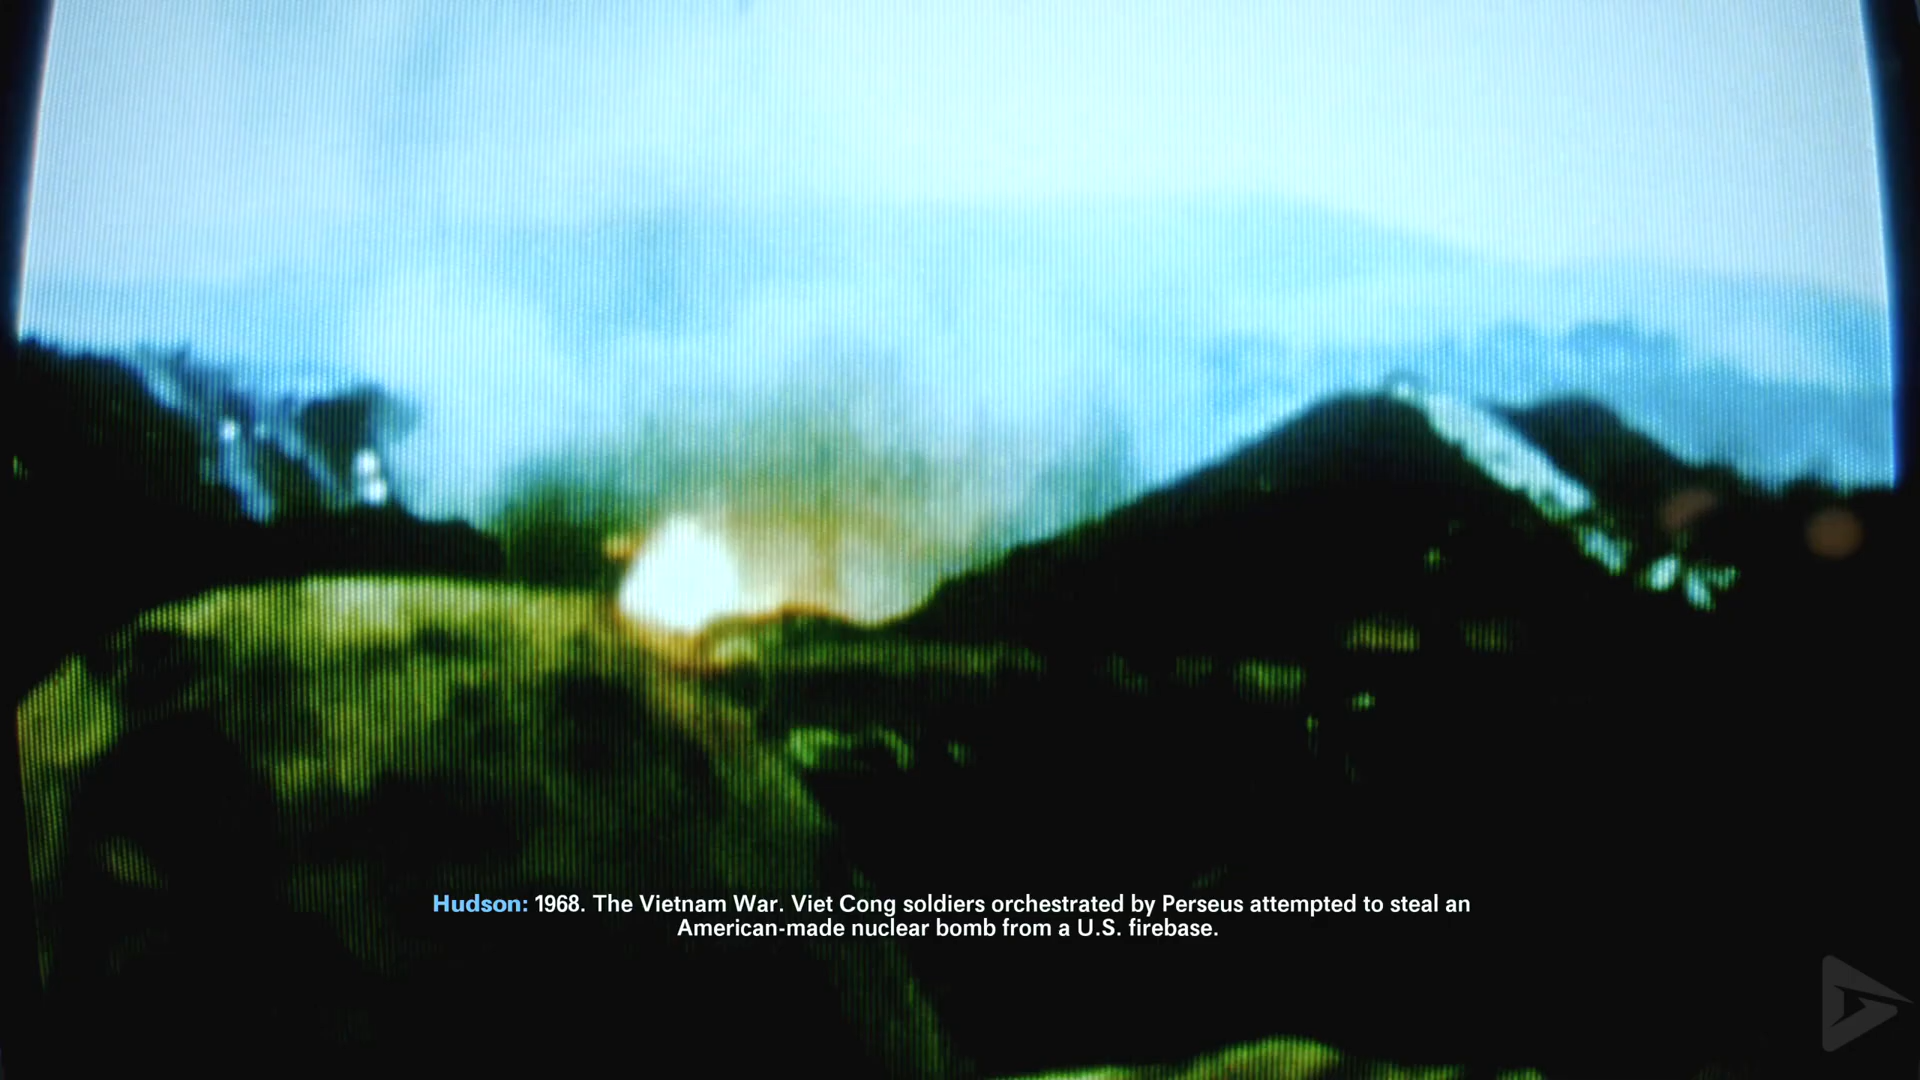 Hudson: 1968. The Vietnam War. Viet Cong soldiers orchestrated by Perseus attempted to steal an
American-made nuclear bomb from a U.S. firebase.